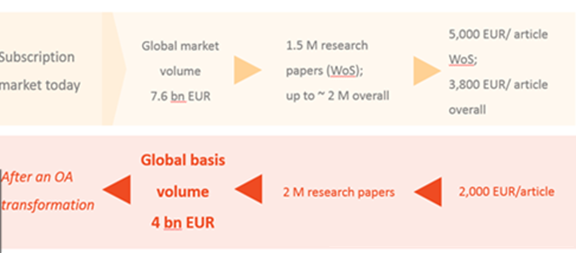 Subscription
market today
Global market
volume
7.6 bn EUR
1.5 M research
papers (WoS);
up to ~ 2 M overall
5,000 EUR/ article
WoS;
3,800 EUR/ article
overall
After an OA
transformation
Global basis
volume
4 bn EUR
2 M research papers
2,000 EUR/article